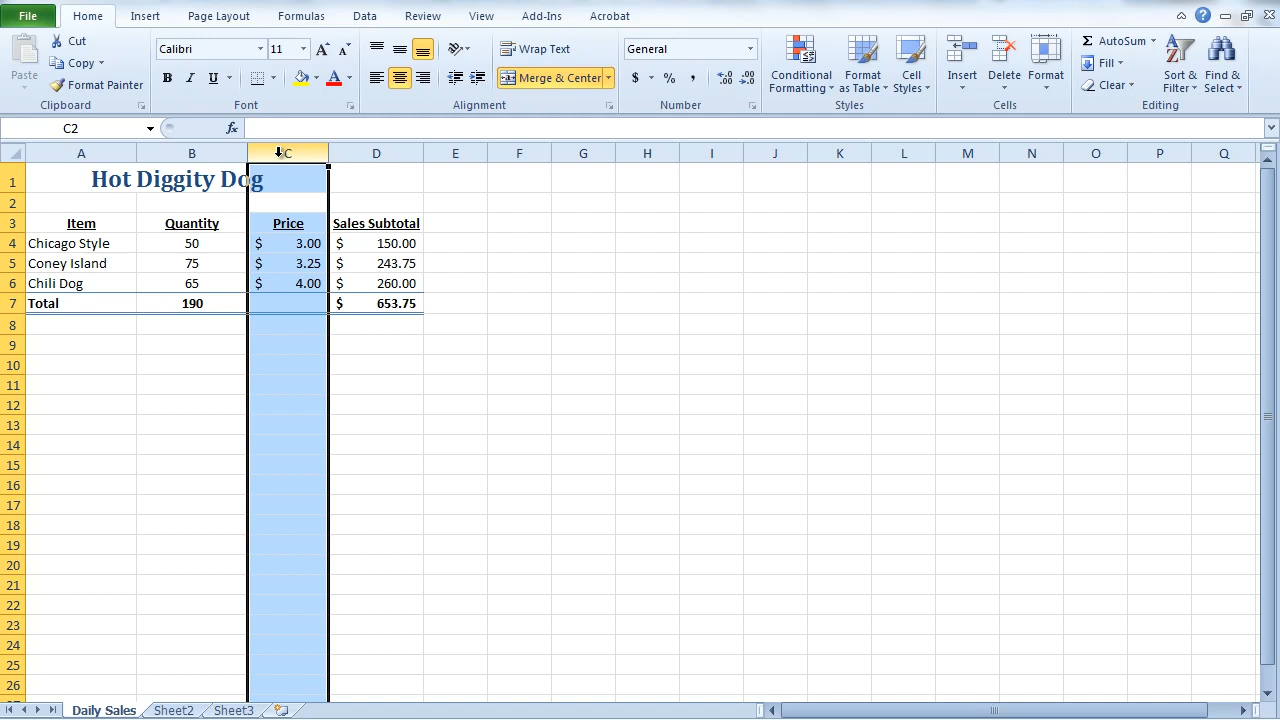 File Home Insert Page Layout Formulas Data Review View Add-Ins Acrobat
Paste Cut Copy Format Painter Clipboard
Calibri 11 A A B I U A Font
Wrap Text Merge & Center Alignment
General $ % , .0 .00 .00 .0 Number
Conditional Formatting Format as Table Cell Styles Styles
Insert Delete Format Cells
Σ AutoSum Fill Clear Sort & Filter Find & Select Editing
C2 fx
A B C D E F G H I J K L M N O P Q
1 Hot Diggity Dog
2
3 Item Quantity Price Sales Subtotal
4 Chicago Style 50 $ 3.00 $ 150.00
5 Coney Island 75 $ 3.25 $ 243.75
6 Chili Dog 65 $ 4.00 $ 260.00
7 Total 190 $ 653.75
8
9
10
11
12
13
14
15
16
17
18
19
20
21
22
23
24
25
26
Daily Sales Sheet2 Sheet3